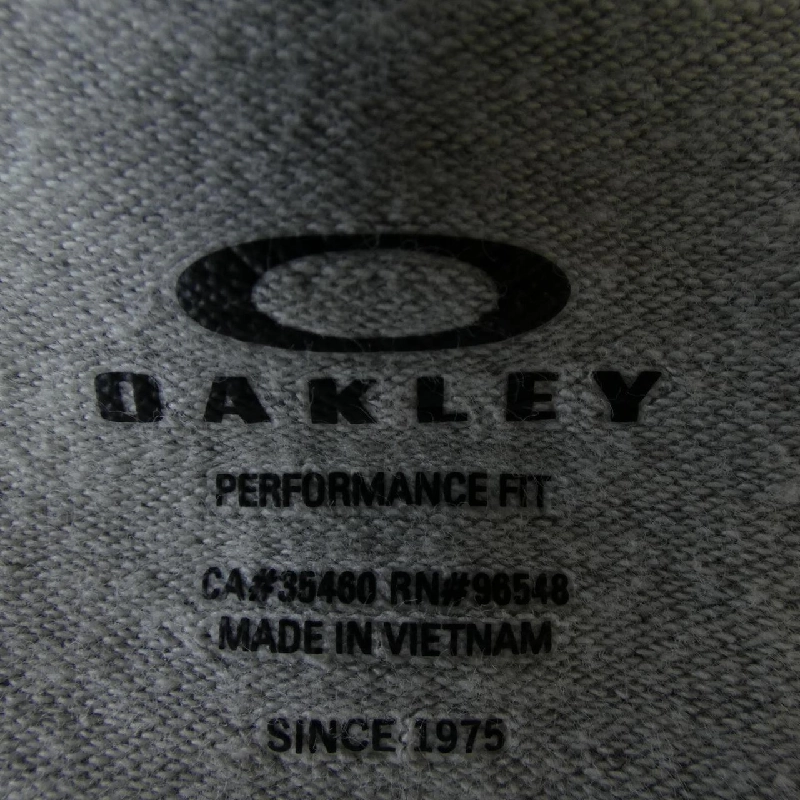 OAKLEY
PERFORMANCE FIT
CA#35460 RN#96548
MADE IN VIETNAM
SINCE 1975